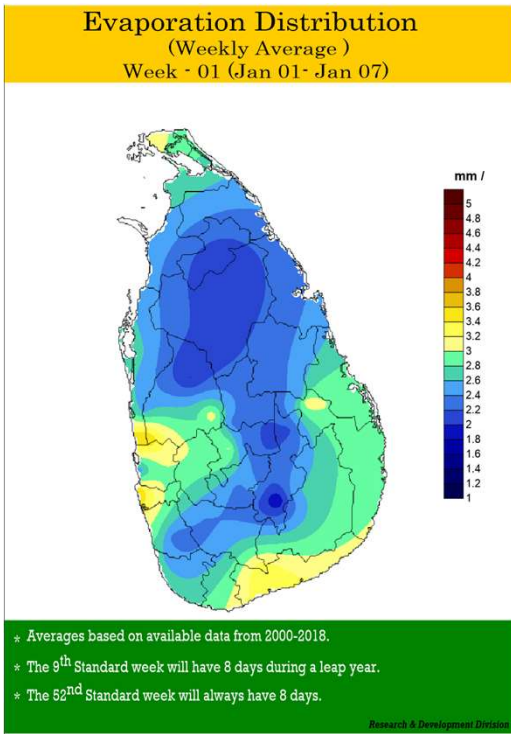 Evaporation Distribution
(Weekly Average )
Week - 01 (Jan 01- Jan 07)
mm /
5
4.8
4.6
4.4
4.2
4
3.8
3.6
3.4
3.2
3
2.8
2.6
2.4
2.2
2
1.8
1.6
1.4
1.2
1
* Averages based on available data from 2000-2018.
* The 9th Standard week will have 8 days during a leap year.
* The 52nd Standard week will always have 8 days.
Research & Development Division